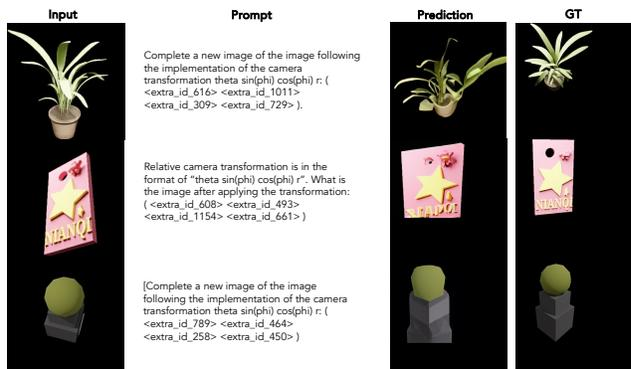 Input Prompt Prediction GT
Complete a new image of the image following
the implementation of the camera
transformation theta sin(phi) cos(phi) r: (
<extra_id_616> <extra_id_1011>
<extra_id_309> <extra_id_729> ).
Relative camera transformation is in the
format of "theta sin(phi) cos(phi) r". What is
the image after applying the transformation:
( <extra_id_608> <extra_id_493>
<extra_id_1154> <extra_id_661> )
NIANQI
NIANQI
[Complete a new image of the image
following the implementation of the camera
transformation theta sin(phi) cos(phi) r: (
<extra_id_789> <extra_id_464>
<extra_id_258> <extra_id_450> )